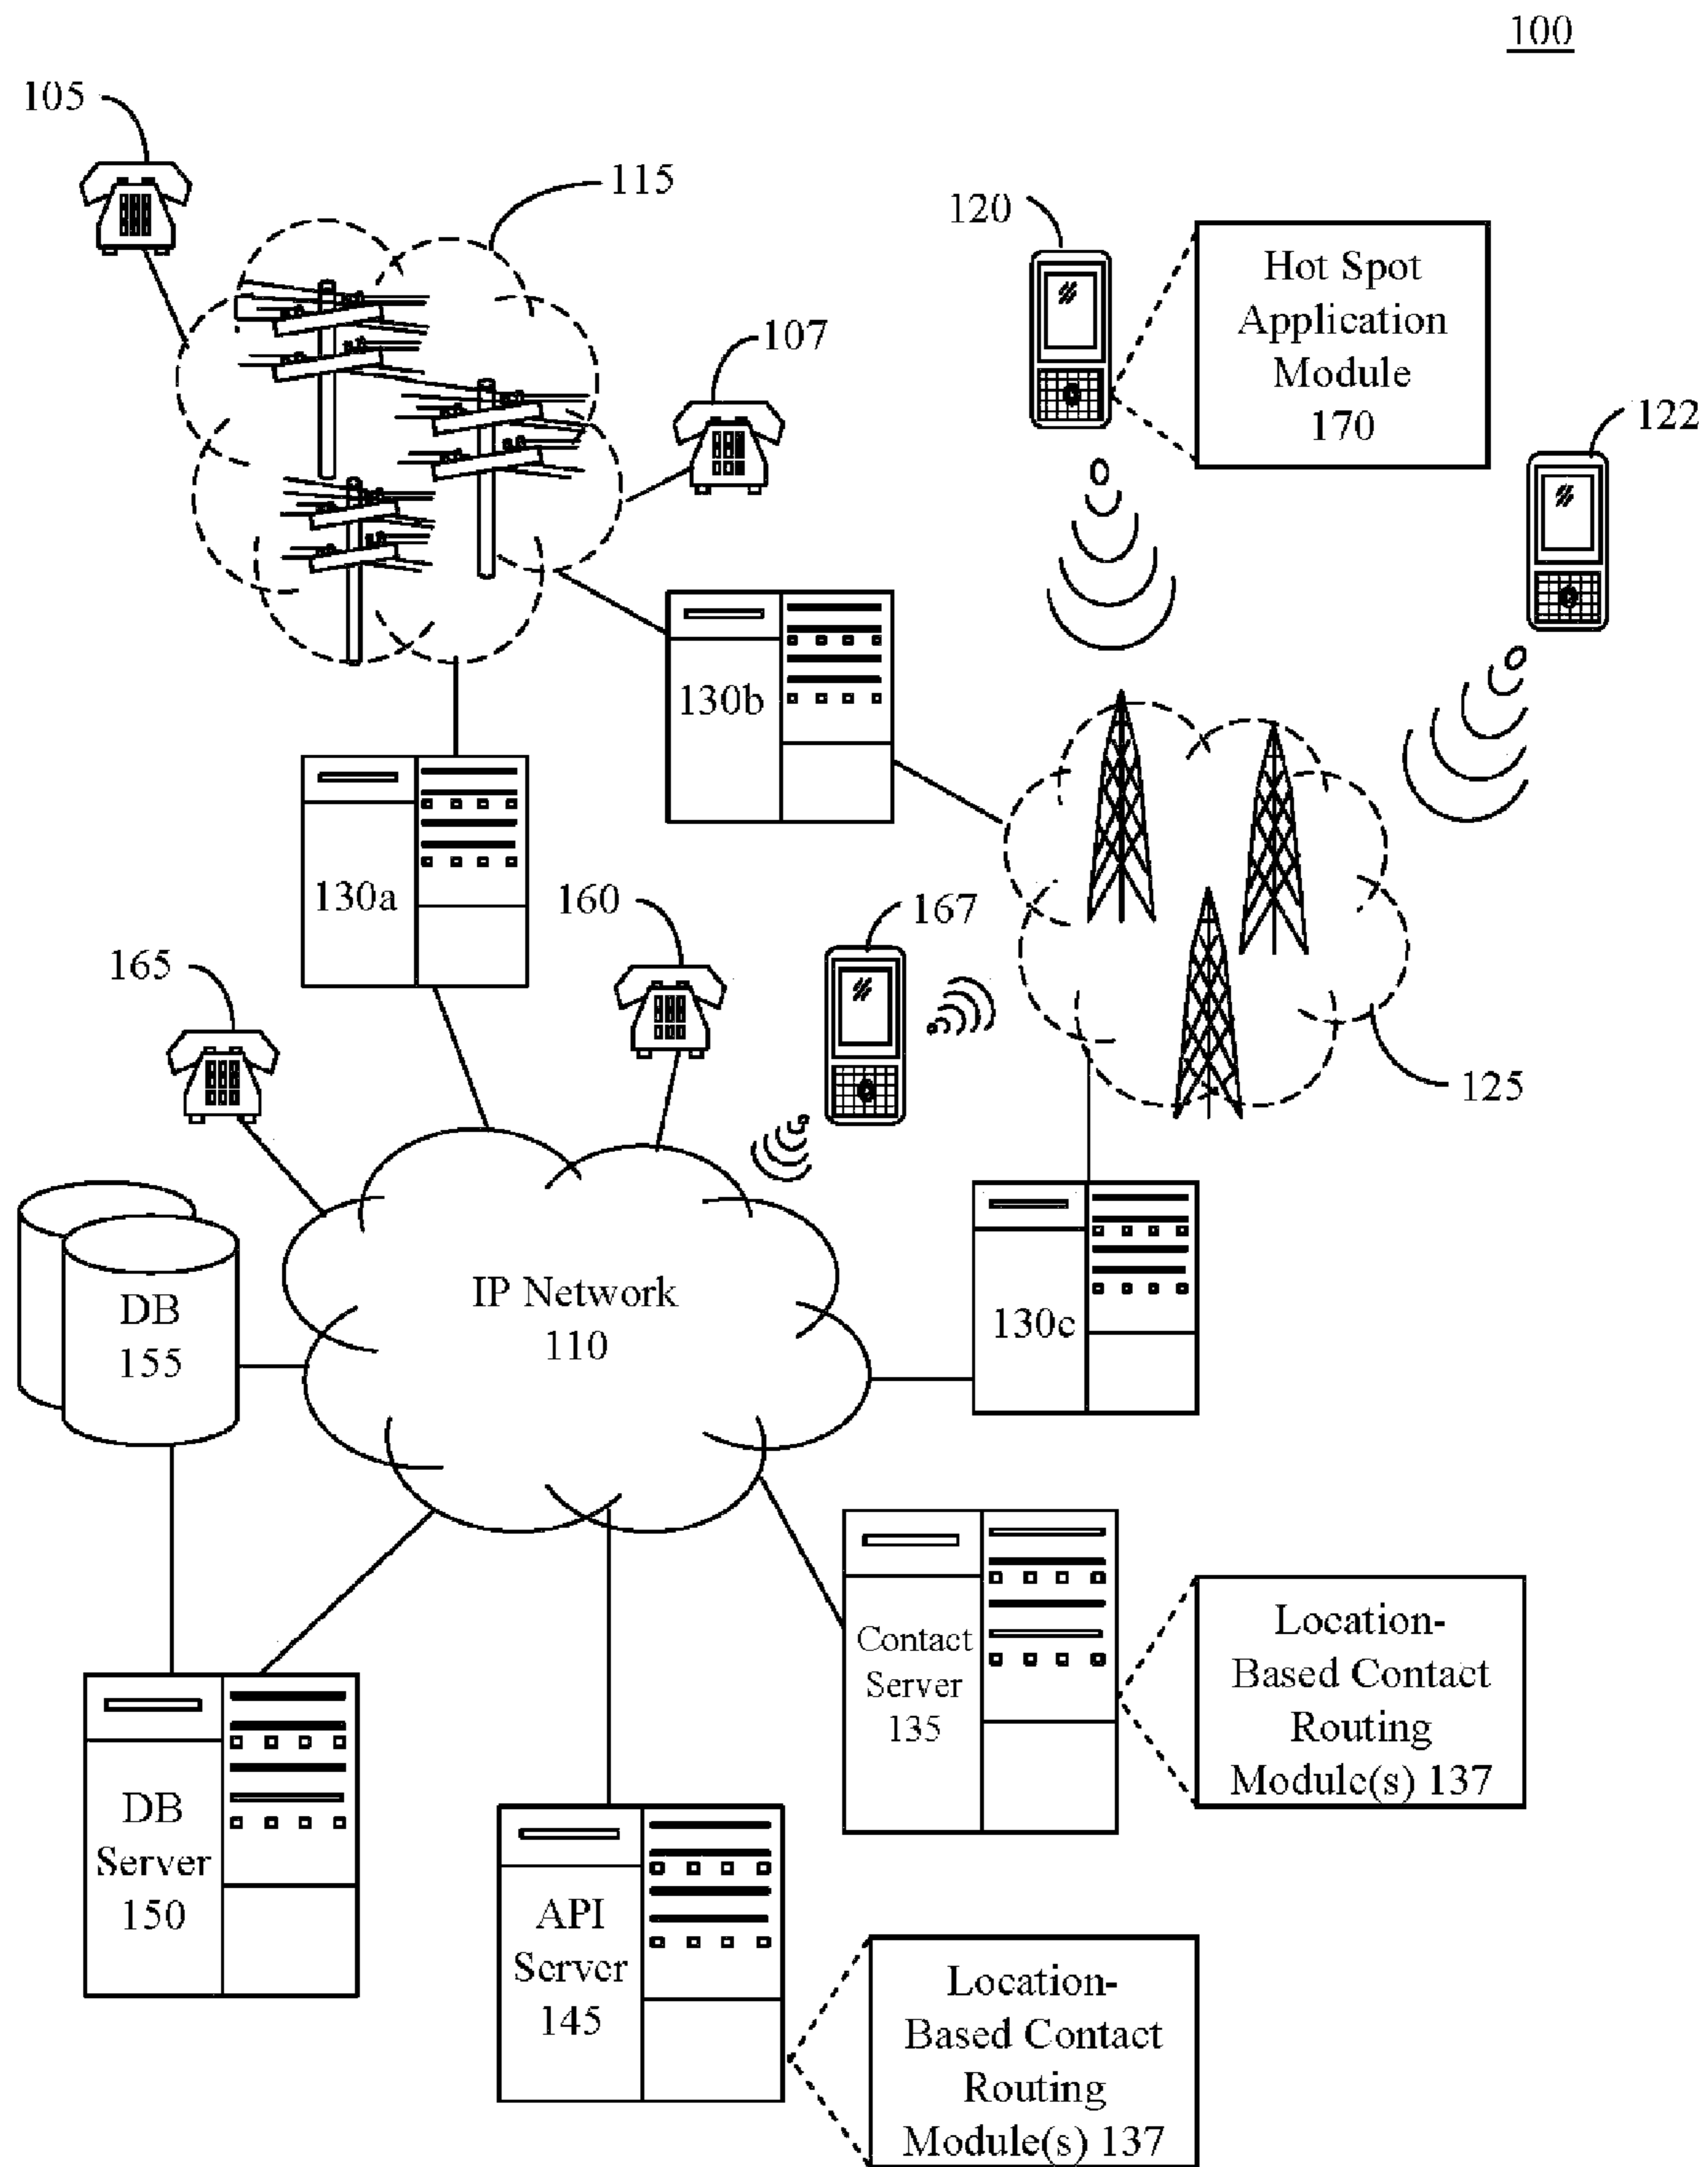 100
105
115
120
Hot Spot
Application
Module
170
107
122
130b
130a
160
167
165
125
IP Network
110
DB
155
130c
Contact
Server
135
Location-
Based Contact
Routing
Module(s) 137
DB
Server
150
API
Server
145
Location-
Based Contact
Routing
Module(s) 137